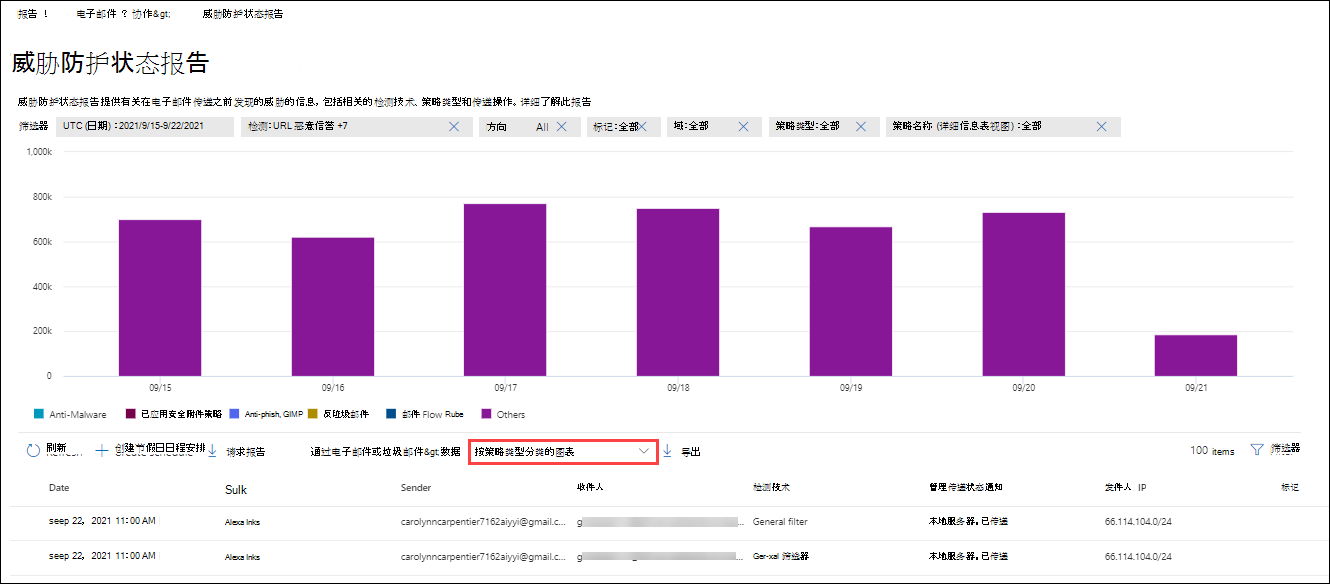 报告 ! 电子邮件 ? 协作&gt; 威胁防护状态报告
威胁防护状态报告
威胁防护状态报告提供有关在电子邮件传递之前发现的威胁的信息，包括相关的检测技术、策略类型和传递操作。详细了解此报告
筛选器 UTC (日期) : 2021/9/15-9/22/2021 检测: URL 恶意信誉 +7 方向 All 标记: 全部 域: 全部 策略类型: 全部 策略名称 (详细信息表视图) : 全部
1,000k
800k
600k
400k
200k
0
09/15 09/16 09/17 09/18 09/19 09/20 09/21
Anti-Malware 已应用安全附件策略 Anti-phish, GIMP 反垃圾邮件 邮件 Flow Rube Others
刷新 创建节假日日程安排 请求报告 通过电子邮件或垃圾邮件&gt;数据 按策略类型分类的图表 导出 100 items 筛选器
Date Sulk Sender 收件人 检测技术 管理传递状态通知 发件人 IP 标记
seep 22, 2021 11:00 AM Alexa Inks carolynncarpentier7162aiyyi@gmail.c... g ... General filter 本地服务器。已传递 66.114.104.0/24
seep 22, 2021 11:00 AM Alexa Inks carolynncarpentier7162aiyyi@gmail.c... g ... Ger-xal 筛选器 本地服务器。已传递 66.114.104.0/24